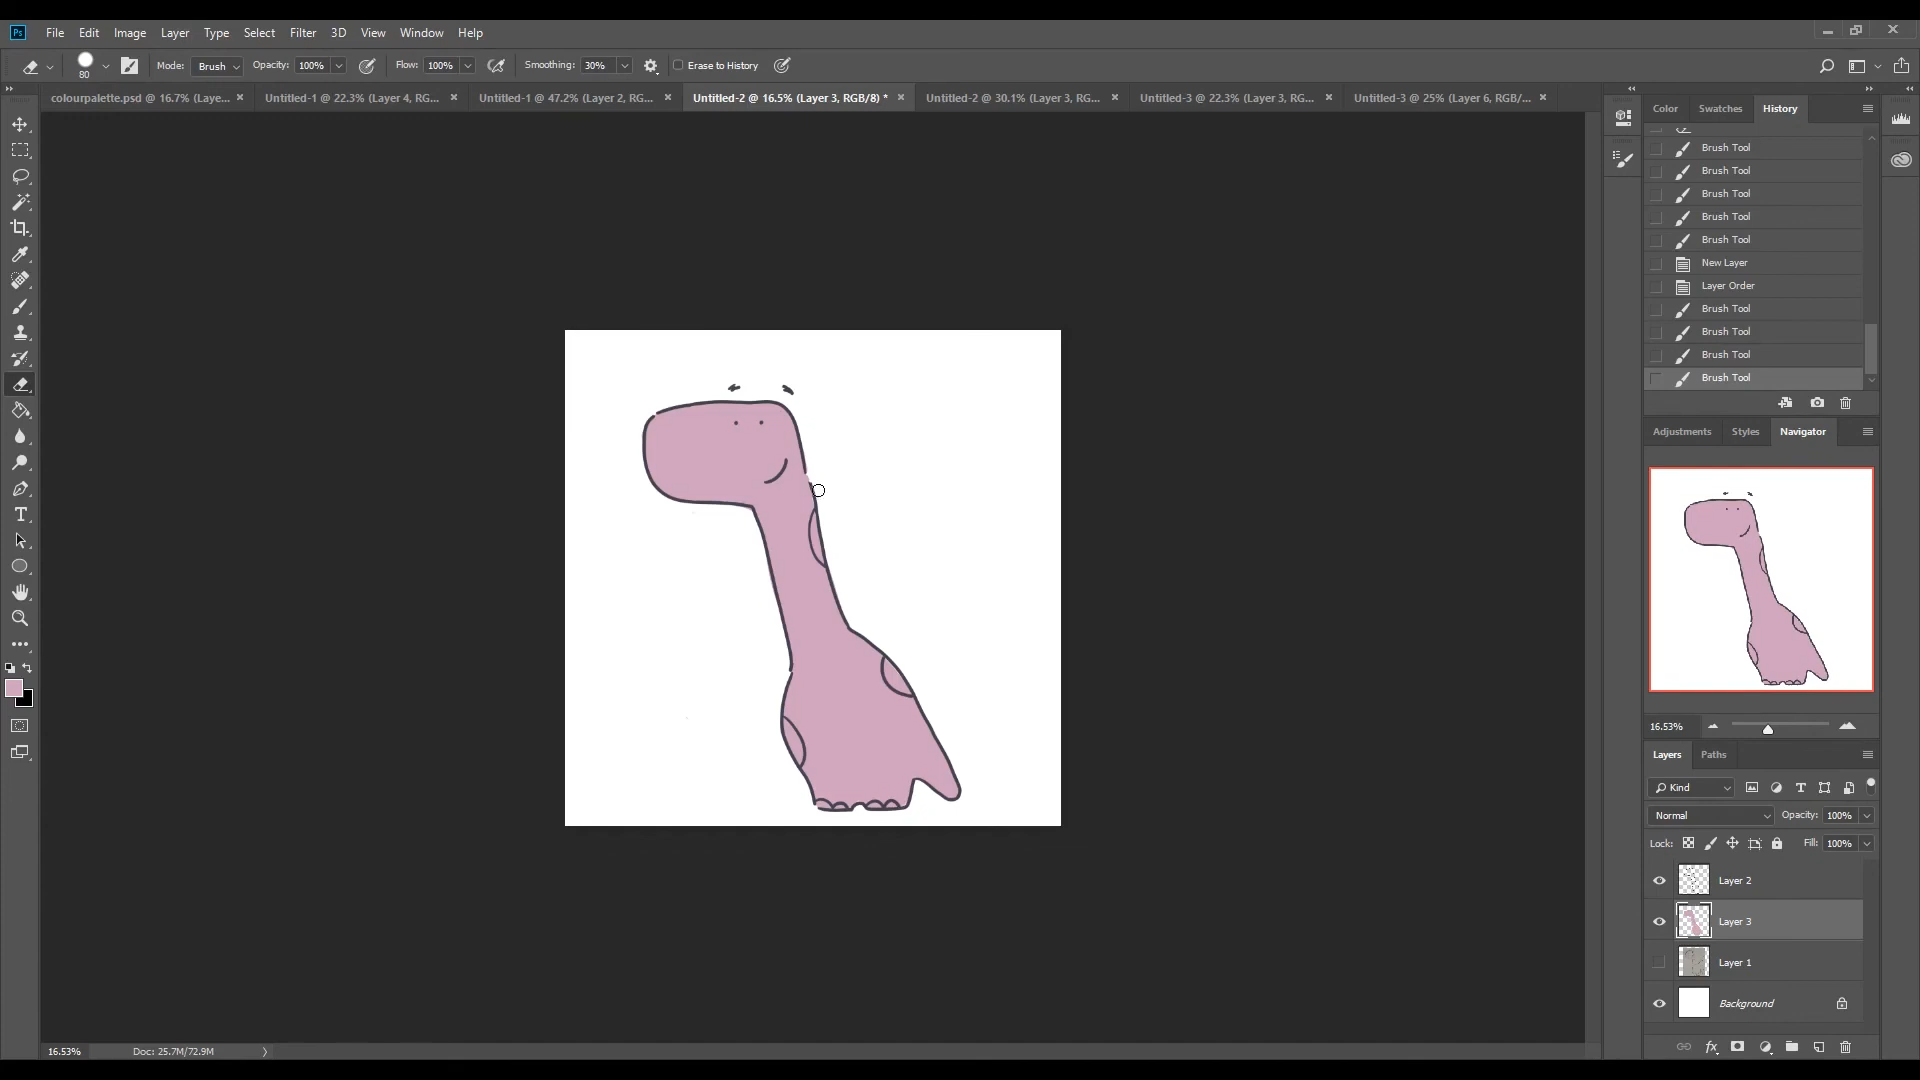 Ps File Edit Image Layer Type Select Filter 3D View Window Help
80 Mode: Brush Opacity: 100% Flow: 100% Smoothing: 30% Erase to History
colourpalette.psd @ 16.7% (Laye... × Untitled-1 @ 22.3% (Layer 4, RG... × Untitled-1 @ 47.2% (Layer 2, RG... × Untitled-2 @ 16.5% (Layer 3, RGB/8) * × Untitled-2 @ 30.1% (Layer 3, RG... × Untitled-3 @ 22.3% (Layer 3, RG... × Untitled-3 @ 25% (Layer 6, RGB/... ×
Color Swatches History
Brush Tool
Brush Tool
Brush Tool
Brush Tool
Brush Tool
New Layer
Layer Order
Brush Tool
Brush Tool
Brush Tool
Brush Tool
Adjustments Styles Navigator
16.53%
Layers Paths
Kind
Normal Opacity: 100%
Lock: Fill: 100%
Layer 2
Layer 3
Layer 1
Background
fx
16.53% Doc: 25.7M/72.9M